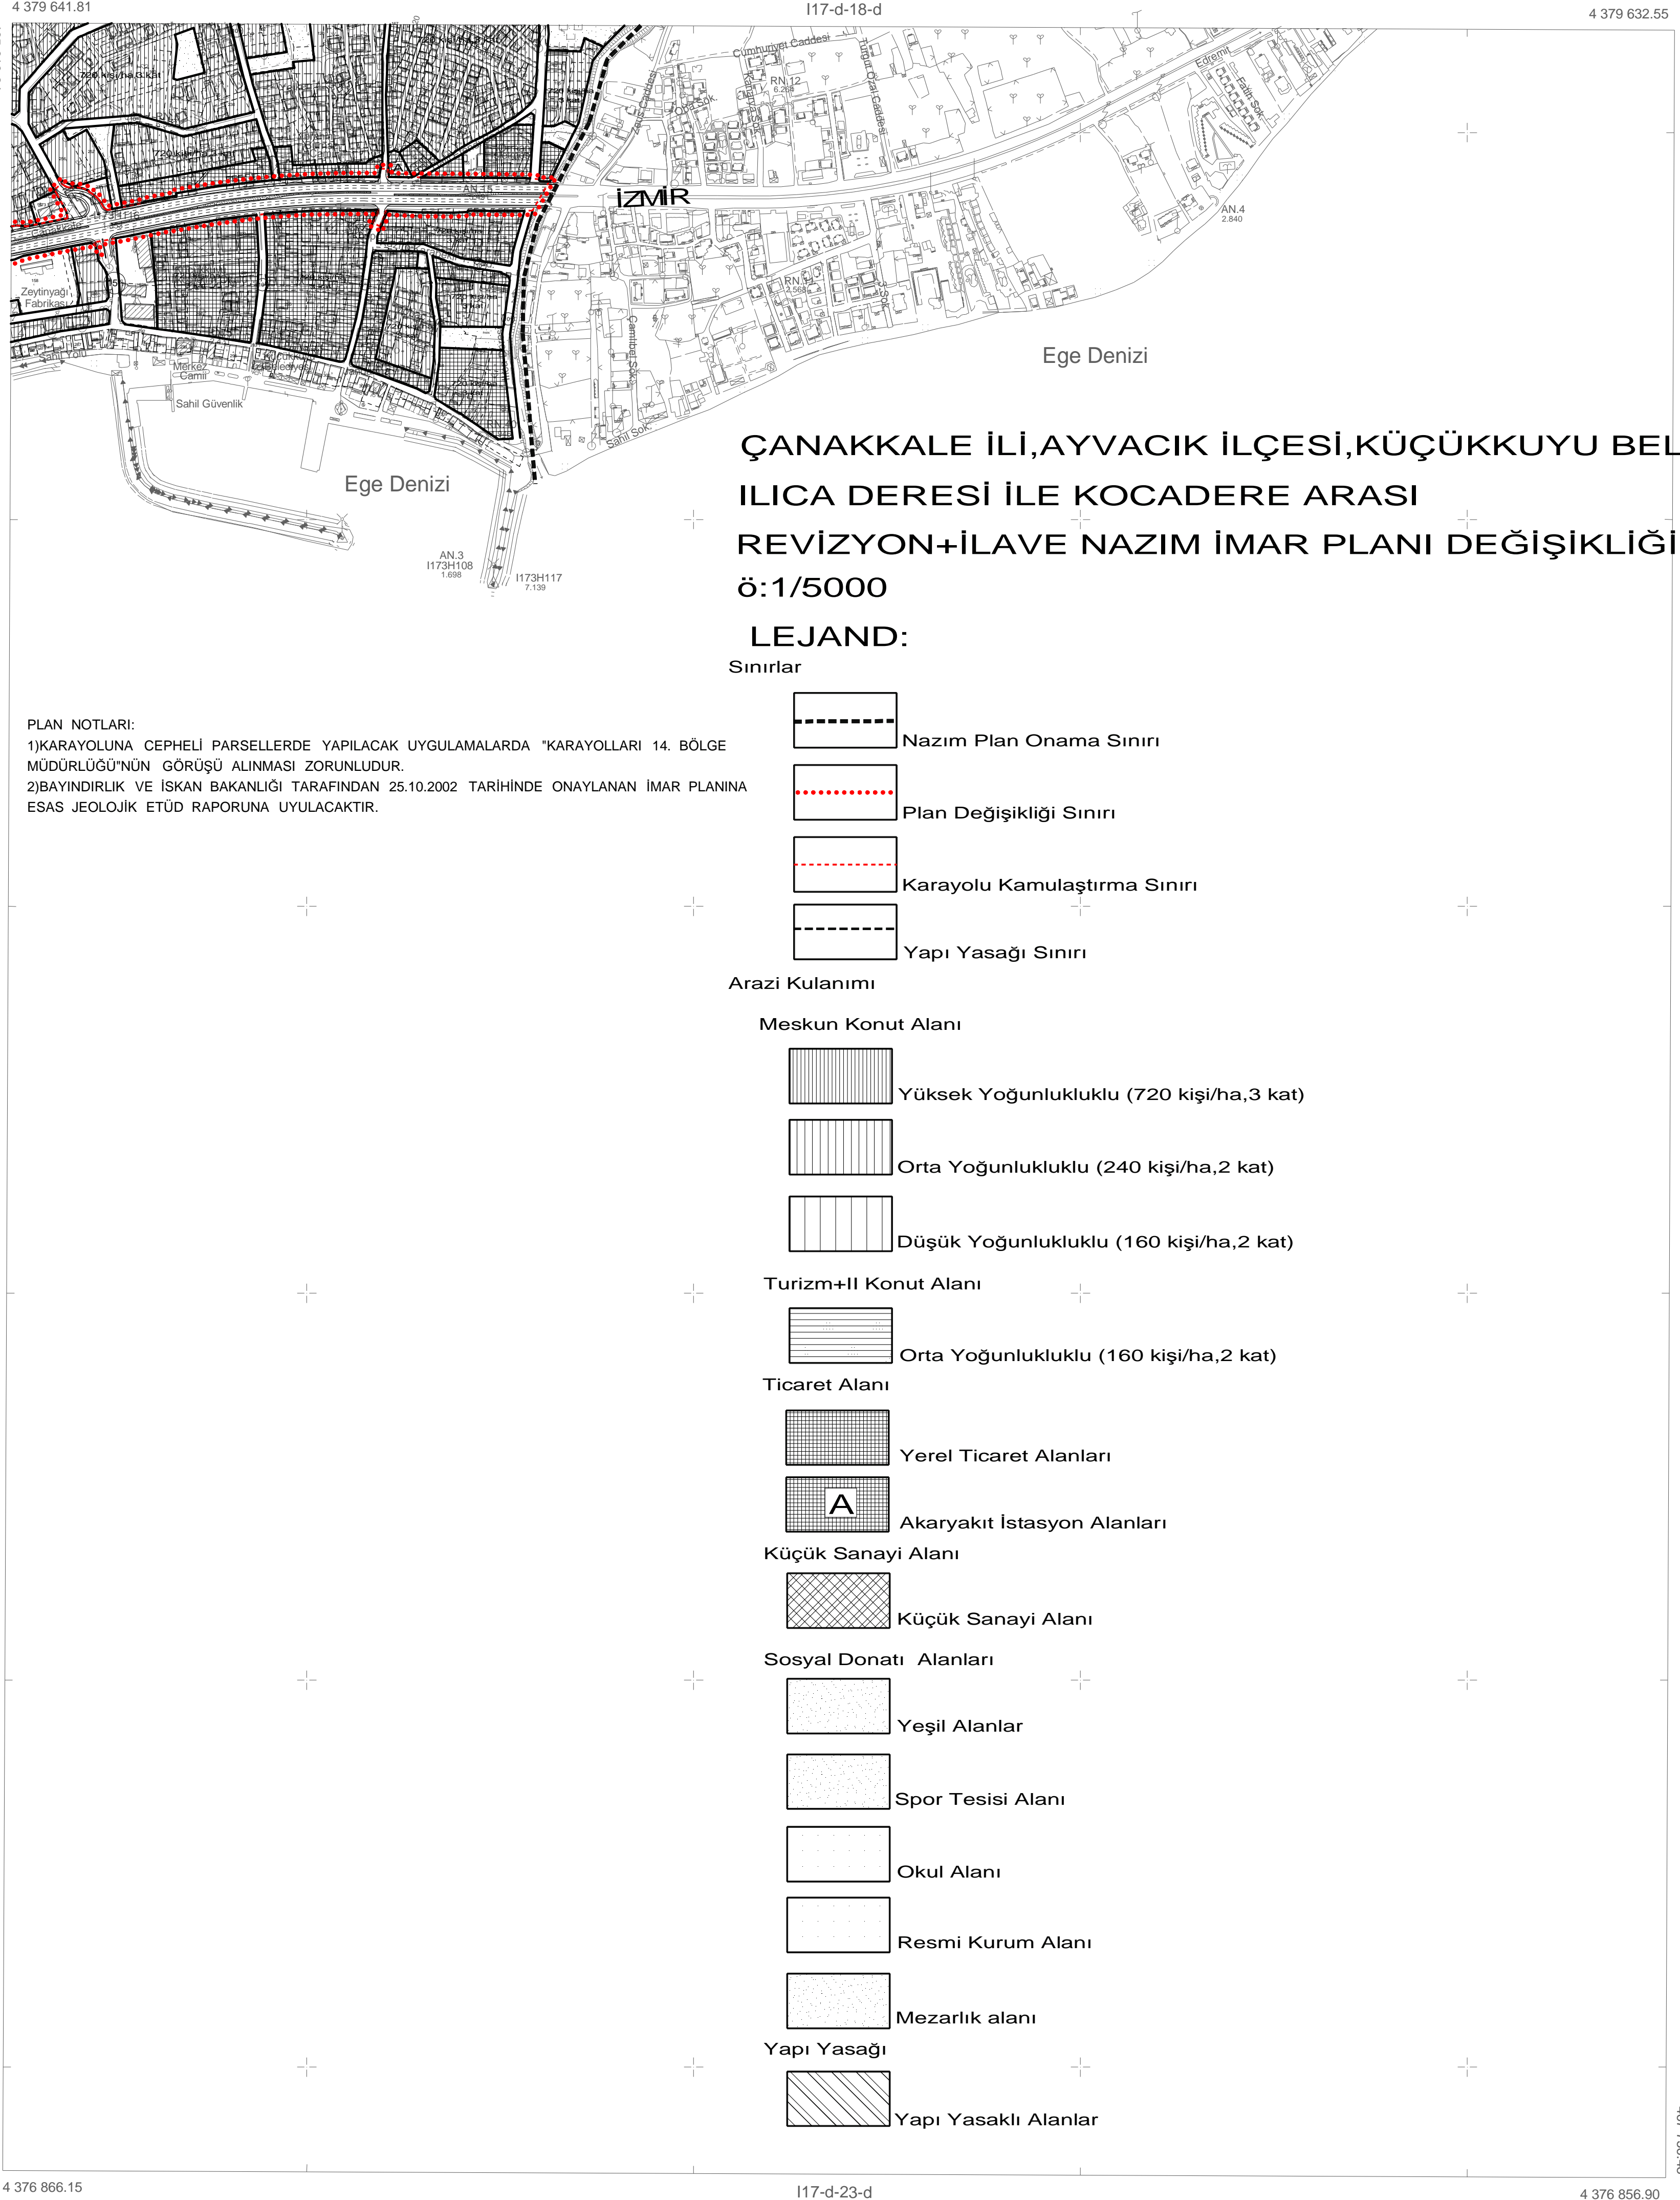 4 379 641.81
I17-d-18-d
4 379 632.55
Cumhuriyet Caddesi
Turgut Özal Caddesi
Edremit
Fatih Sok.
720 kişi/ha,3 kat
RN.12
6.264
AN.15
İZMİR
AN.4
2.840
RN.11
2.568
Çamlıbel Sok.
Zeytinyağı
Fabrikası
Sahil Yolu
Merkez
Camii
Sahil Güvenlik
Sahil Sok.
Ege Denizi
Ege Denizi
AN.3
I173H108
1.698
I173H117
7.139
ÇANAKKALE İLİ,AYVACIK İLÇESİ,KÜÇÜKKUYU BEL
ILICA DERESİ İLE KOCADERE ARASI
REVİZYON+İLAVE NAZIM İMAR PLANI DEĞİŞİKLİĞİ
ö:1/5000
LEJAND:
Sınırlar
PLAN NOTLARI:
1)KARAYOLUNA CEPHELİ PARSELLERDE YAPILACAK UYGULAMALARDA "KARAYOLLARI 14. BÖLGE
MÜDÜRLÜĞÜ"NÜN GÖRÜŞÜ ALINMASI ZORUNLUDUR.
2)BAYINDIRLIK VE İSKAN BAKANLIĞI TARAFINDAN 25.10.2002 TARİHİNDE ONAYLANAN İMAR PLANINA
ESAS JEOLOJİK ETÜD RAPORUNA UYULACAKTIR.
Nazım Plan Onama Sınırı
Plan Değişikliği Sınırı
Karayolu Kamulaştırma Sınırı
Yapı Yasağı Sınırı
Arazi Kulanımı
Meskun Konut Alanı
Yüksek Yoğunlukluklu (720 kişi/ha,3 kat)
Orta Yoğunlukluklu (240 kişi/ha,2 kat)
Düşük Yoğunlukluklu (160 kişi/ha,2 kat)
Turizm+II Konut Alanı
Orta Yoğunlukluklu (160 kişi/ha,2 kat)
Ticaret Alanı
Yerel Ticaret Alanları
A
Akaryakıt İstasyon Alanları
Küçük Sanayi Alanı
Küçük Sanayi Alanı
Sosyal Donatı Alanları
Yeşil Alanlar
Spor Tesisi Alanı
Okul Alanı
Resmi Kurum Alanı
Mezarlık alanı
Yapı Yasağı
Yapı Yasaklı Alanlar
4 376 866.15
I17-d-23-d
4 376 856.90